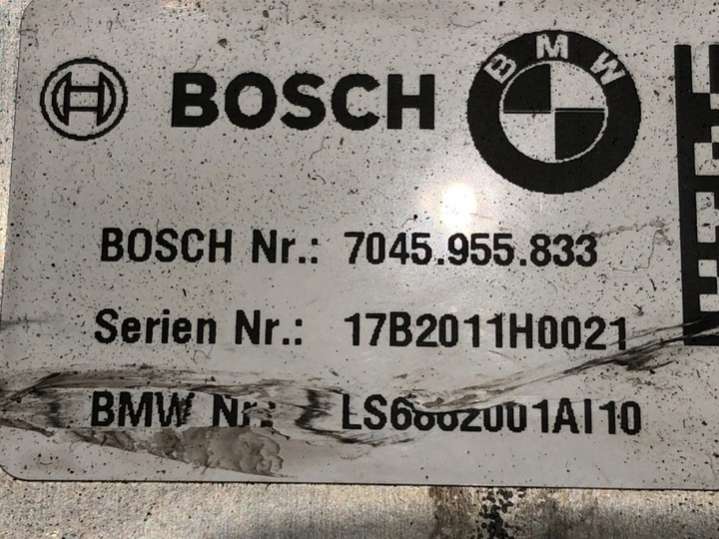 BOSCH BMW
BOSCH Nr.: 7045.955.833
Serien Nr.: 17B2011H0021
BMW Nr.: